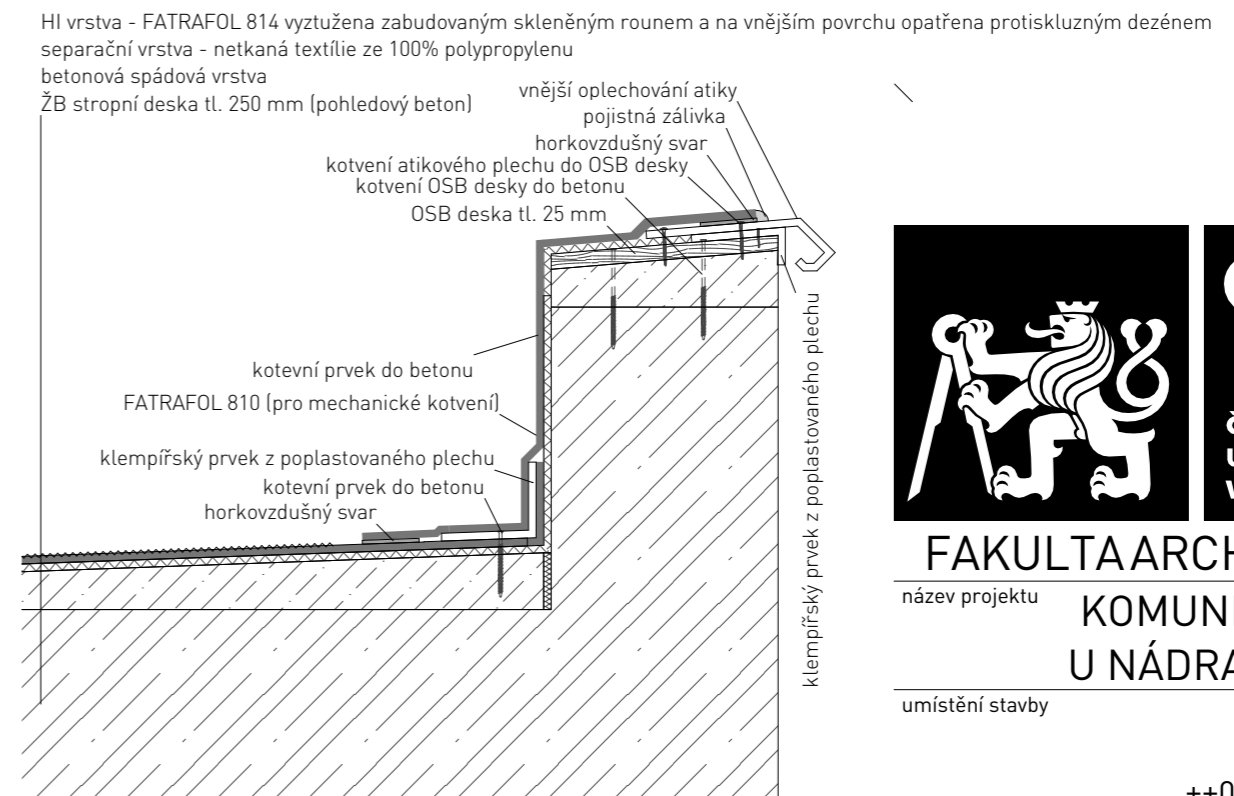 HI vrstva - FATRAFOL 814 vyztužena zabudovaným skleněným rounem a na vnějším povrchu opatřena protiskluzným dezénem
separační vrstva - netkaná textílie ze 100% polypropylenu
betonová spádová vrstva
ŽB stropní deska tl. 250 mm (pohledový beton)
vnější oplechování atiky
pojistná zálivka
horkovzdušný svar
kotvení atikového plechu do OSB desky
kotvení OSB desky do betonu
OSB deska tl. 25 mm
kotevní prvek do betonu
FATRAFOL 810 (pro mechanické kotvení)
klempířský prvek z poplastovaného plechu
kotevní prvek do betonu
horkovzdušný svar
klempířský prvek z poplastovaného plechu
FAKULTA ARCH
název projektu
KOMUN
U NÁDRA
umístění stavby
++0